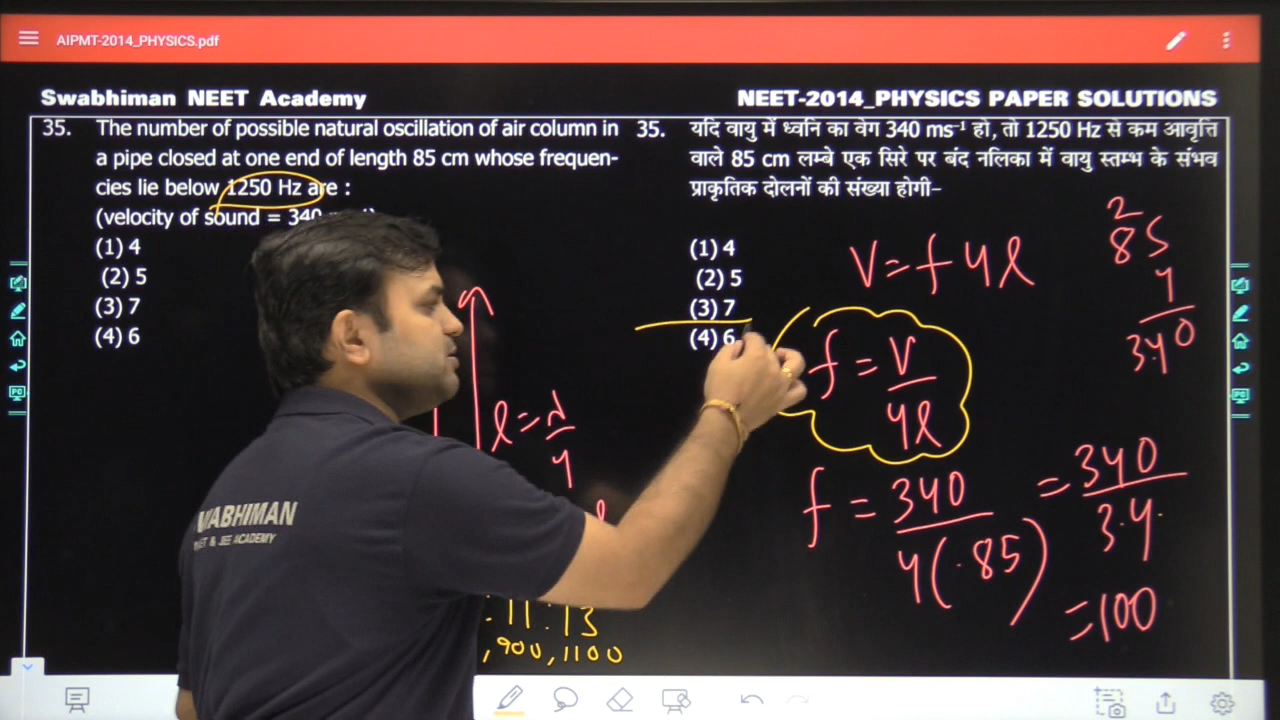 AIPMT-2014_PHYSICS.pdf
Swabhiman NEET Academy
NEET-2014_PHYSICS PAPER SOLUTIONS
35. The number of possible natural oscillation of air column in
a pipe closed at one end of length 85 cm whose frequen-
cies lie below 1250 Hz are :
(velocity of sound = 340
(1) 4
(2) 5
(3) 7
(4) 6
l = λ/4
: 11 : 13
, 900, 1100
35. यदि वायु में ध्वनि का वेग 340 ms⁻¹ हो, तो 1250 Hz से कम आवृत्ति
वाले 85 cm लम्बे एक सिरे पर बंद नलिका में वायु स्तम्भ के संभव
प्राकृतिक दोलनों की संख्या होगी–
(1) 4
(2) 5
(3) 7
(4) 6
V = f 4l
f = V/4l
f = 340/4(.85) = 340/3.4
= 100
2
85
4
3.40
ABHIMAN
& JEE ACADEMY